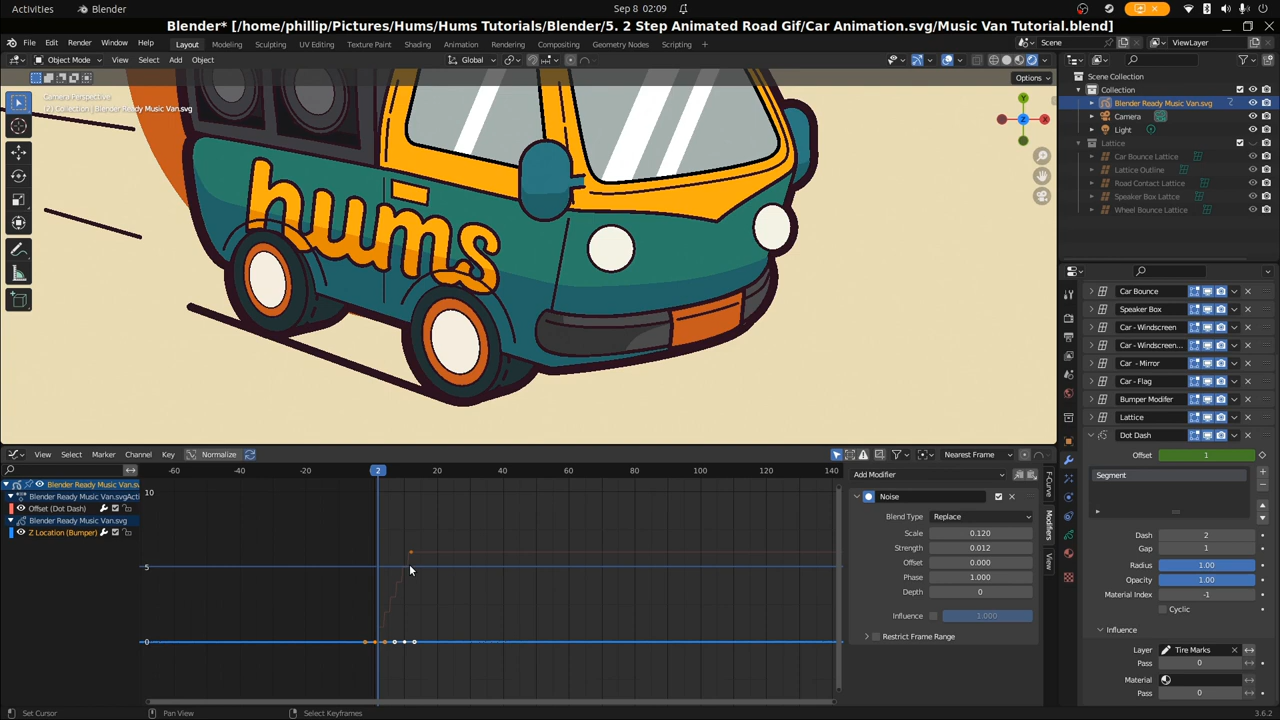 Activities Blender Sep 8 02:09
Blender* [/home/phillip/Pictures/Hums/Hums Tutorials/Blender/5. 2 Step Animated Road Gif/Car Animation.svg/Music Van Tutorial.blend]
File Edit Render Window Help Layout Modeling Sculpting UV Editing Texture Paint Shading Animation Rendering Compositing Geometry Nodes Scripting + Scene ViewLayer
Object Mode View Select Add Object Global
Options
Camera Perspective
(2) Collection | Blender Ready Music Van.svg
Y
Z
X
hums
Scene Collection
Collection
Blender Ready Music Van.svg
Camera
Light
Lattice
Car Bounce Lattice
Lattice Outline
Road Contact Lattice
Speaker Box Lattice
Wheel Bounce Lattice
Car Bounce
Speaker Box
Car - Windscreen
Car - Windscreen...
Car - Mirror
Car - Flag
Bumper Modifer
Lattice
Dot Dash
Offset 1
Segment
Dash 2
Gap 1
Radius 1.00
Opacity 1.00
Material Index -1
Cyclic
Influence
Layer Tire Marks
Pass 0
Material
Pass 0
View Select Marker Channel Key Normalize Nearest Frame
-60 -40 -20 2 20 40 60 80 100 120 140
Blender Ready Music Van.sv
Blender Ready Music Van.svgActi
Offset (Dot Dash)
Blender Ready Music Van.svg
Z Location (Bumper)
10
5
0
Add Modifier
Noise
Blend Type Replace
Scale 0.120
Strength 0.012
Offset 0.000
Phase 1.000
Depth 0
Influence 1.000
Restrict Frame Range
F-Curve
Modifiers
View
Set Cursor Pan View Select Keyframes 3.6.2